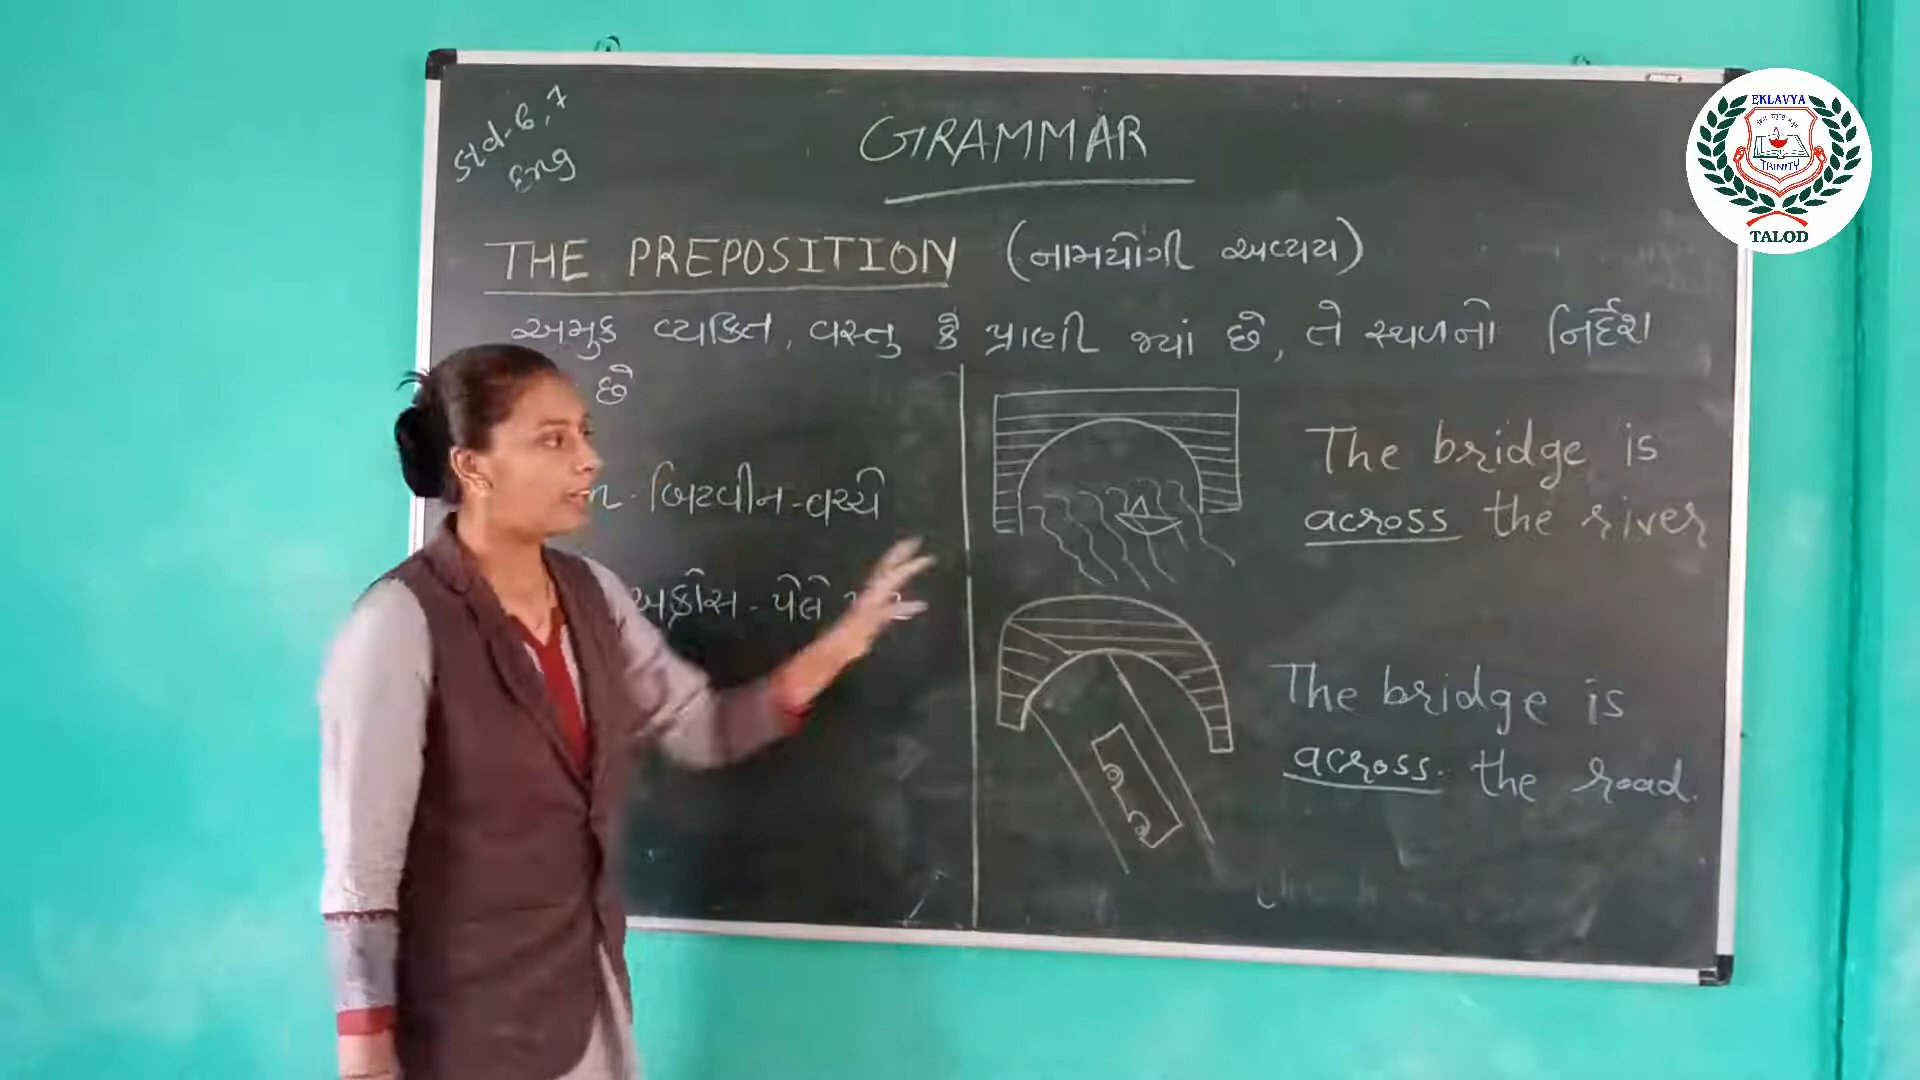 Std-6,7
Eng
GRAMMAR
THE PREPOSITION (નામયોગી અવ્યય)
અમુક વ્યક્તિ, વસ્તુ કે પ્રાણી જ્યાં છે, તે સ્થળનો નિર્દેશ
છે
બિટવીન-વચ્ચે
અક્રોસ-પેલે
The bridge is
across the river
The bridge is
across the road.
EKLAVYA
TRINITY
TALOD